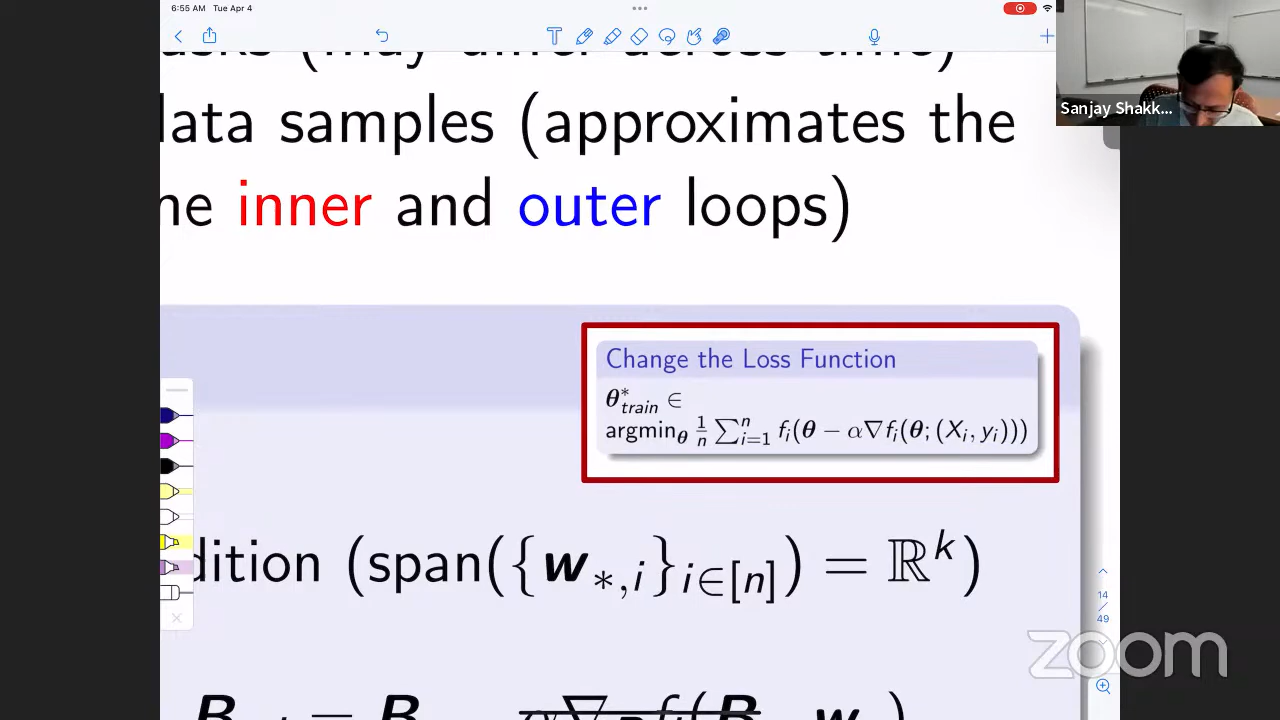 6:55 AM Tue Apr 4
data samples (approximates the
inner and outer loops)
Change the Loss Function
θ*train ∈
argminθ 1/n ∑ⁿᵢ₌₁ fᵢ(θ − α∇fᵢ(θ; (Xᵢ, yᵢ)))
(span({w*,i}i∈[n]) = ℝᵏ)
14
/
49
Sanjay Shakk...
zoom